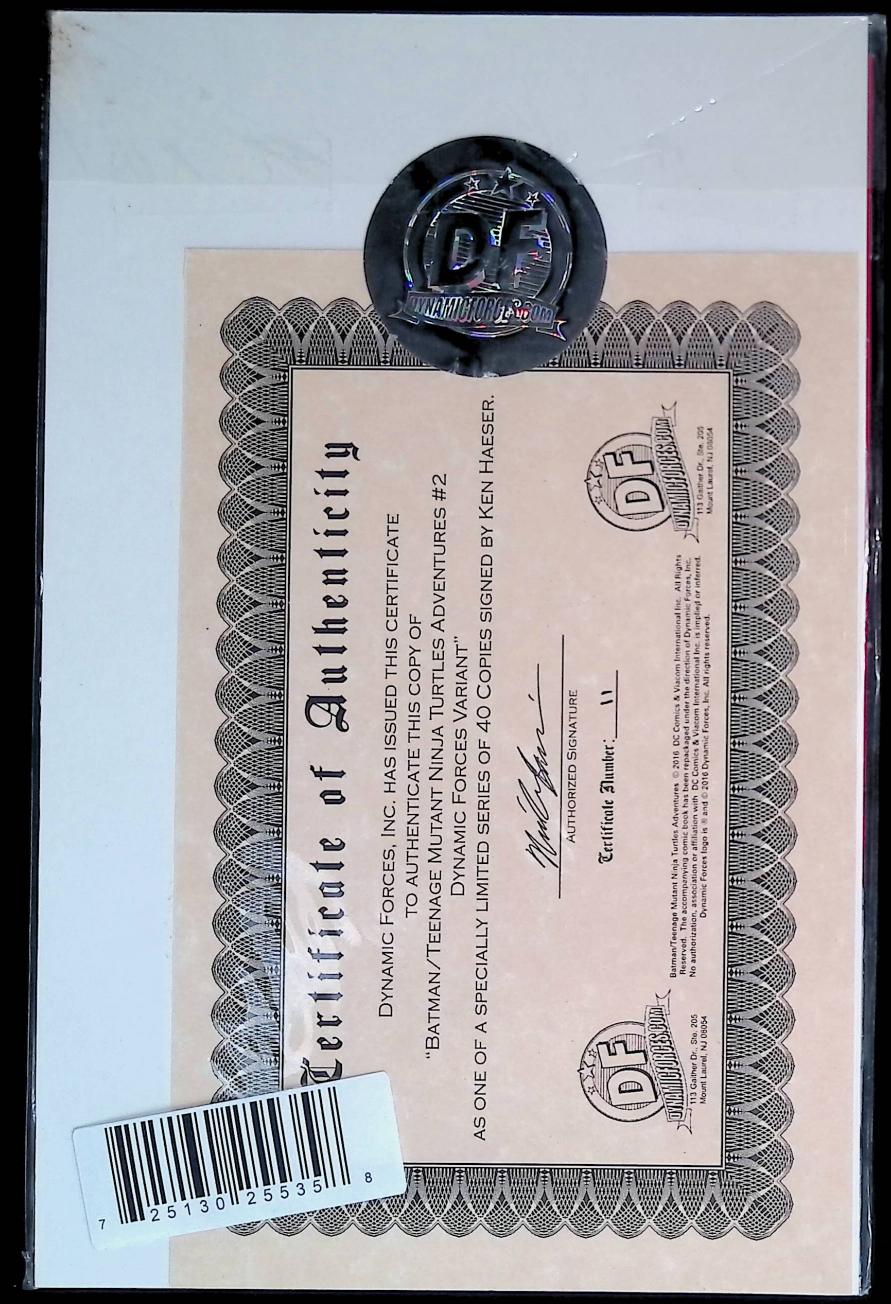 DF
DYNAMICFORCES.COM
Certificate of Authenticity
DYNAMIC FORCES, INC. HAS ISSUED THIS CERTIFICATE
TO AUTHENTICATE THIS COPY OF
"BATMAN/TEENAGE MUTANT NINJA TURTLES ADVENTURES #2
DYNAMIC FORCES VARIANT"
AS ONE OF A SPECIALLY LIMITED SERIES OF 40 COPIES SIGNED BY KEN HAESER.
AUTHORIZED SIGNATURE
Certificate Number: 11
DF
DYNAMICFORCES.COM
113 Gaither Dr., Ste. 205
Mount Laurel, NJ 08054
Batman/Teenage Mutant Ninja Turtles Adventures © 2016 DC Comics & Viacom International Inc. All Rights
Reserved. The accompanying comic book has been repackaged under the direction of Dynamic Forces, Inc.
No authorization, association or affiliation with DC Comics & Viacom International Inc. is implied or inferred.
Dynamic Forces logo is ® and © 2016 Dynamic Forces, Inc. All rights reserved.
DF
DYNAMICFORCES.COM
113 Gaither Dr., Ste. 205
Mount Laurel, NJ 08054
7 25130 25535 8